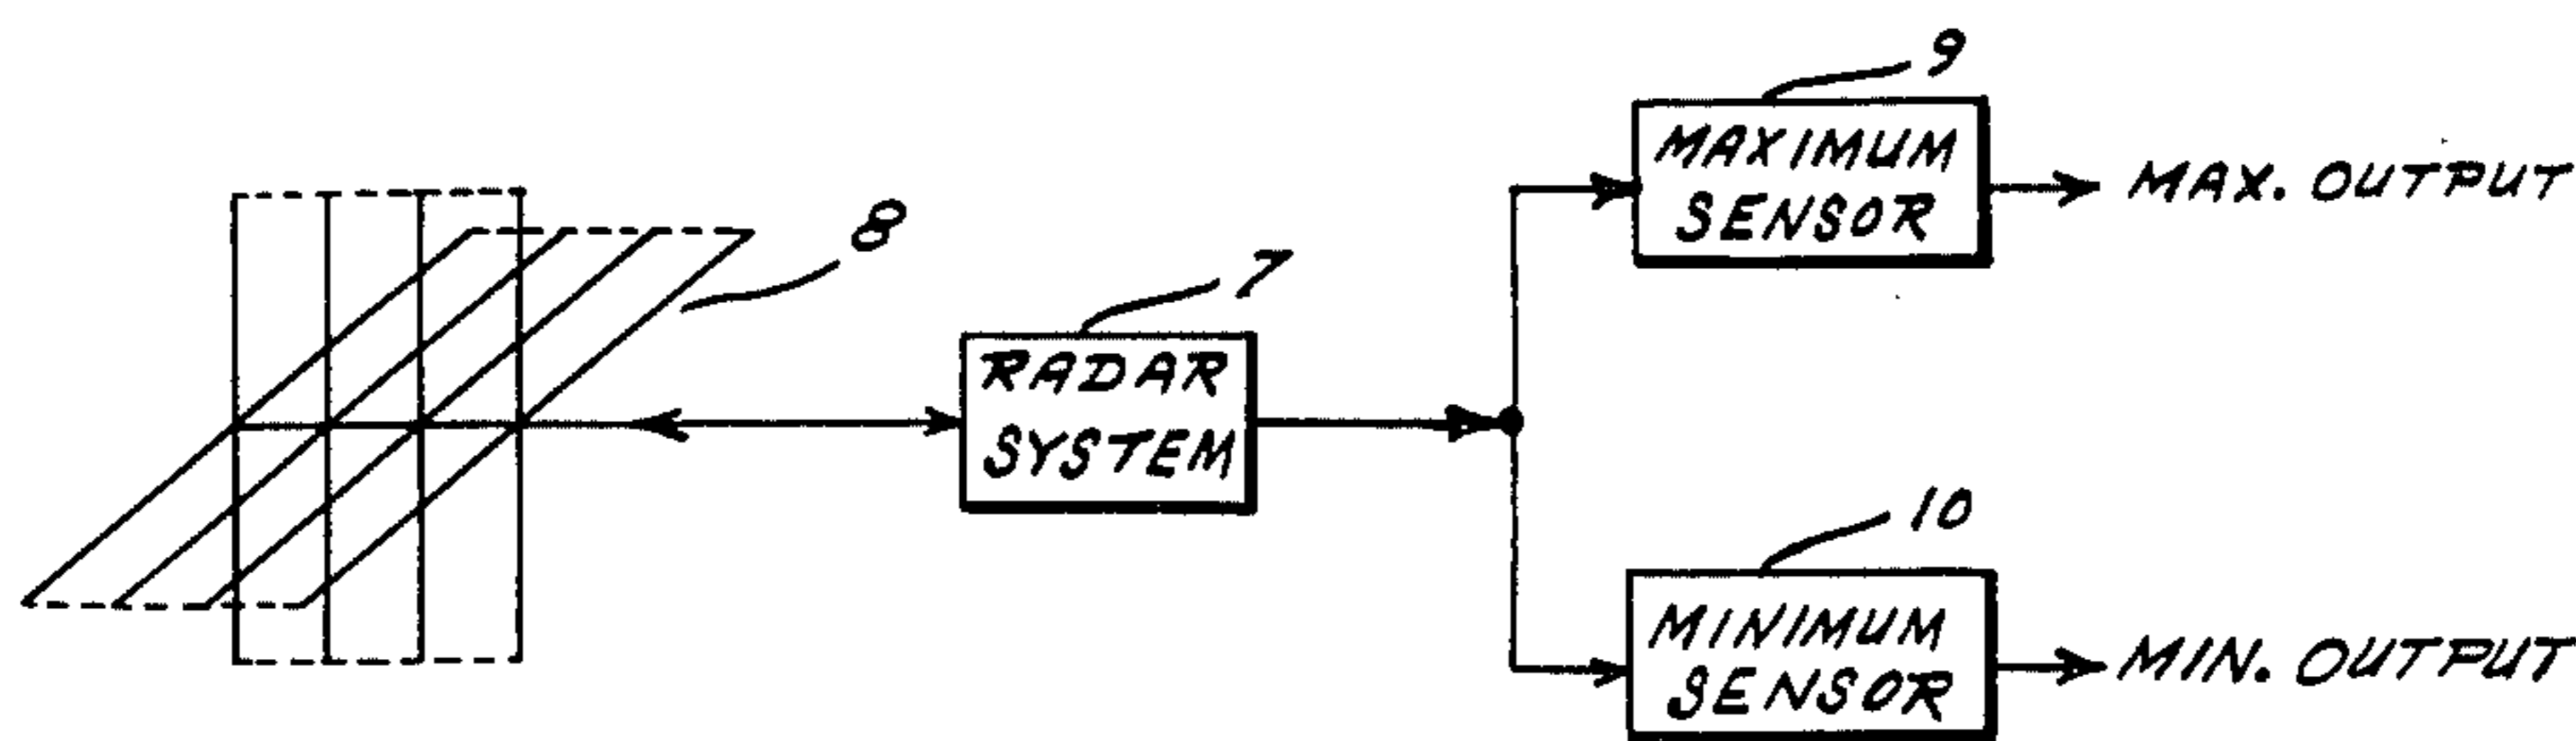 9
MAXIMUM
SENSOR
MAX. OUTPUT
8
7
RADAR
SYSTEM
10
MINIMUM
SENSOR
MIN. OUTPUT